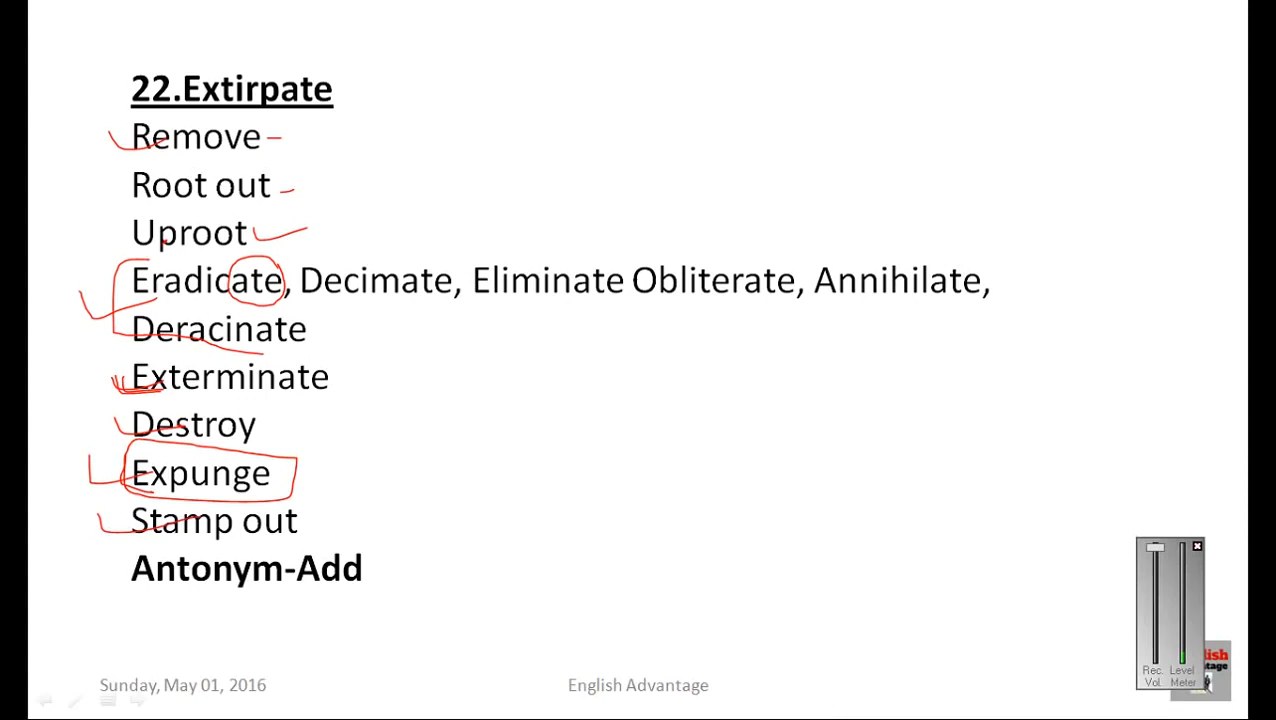 22.Extirpate
Remove
Root out
Uproot
Eradicate, Decimate, Eliminate Obliterate, Annihilate,
Deracinate
Exterminate
Destroy
Expunge
Stamp out
Antonym-Add
Rec. Level
Vol. Meter
Sunday, May 01, 2016
English Advantage